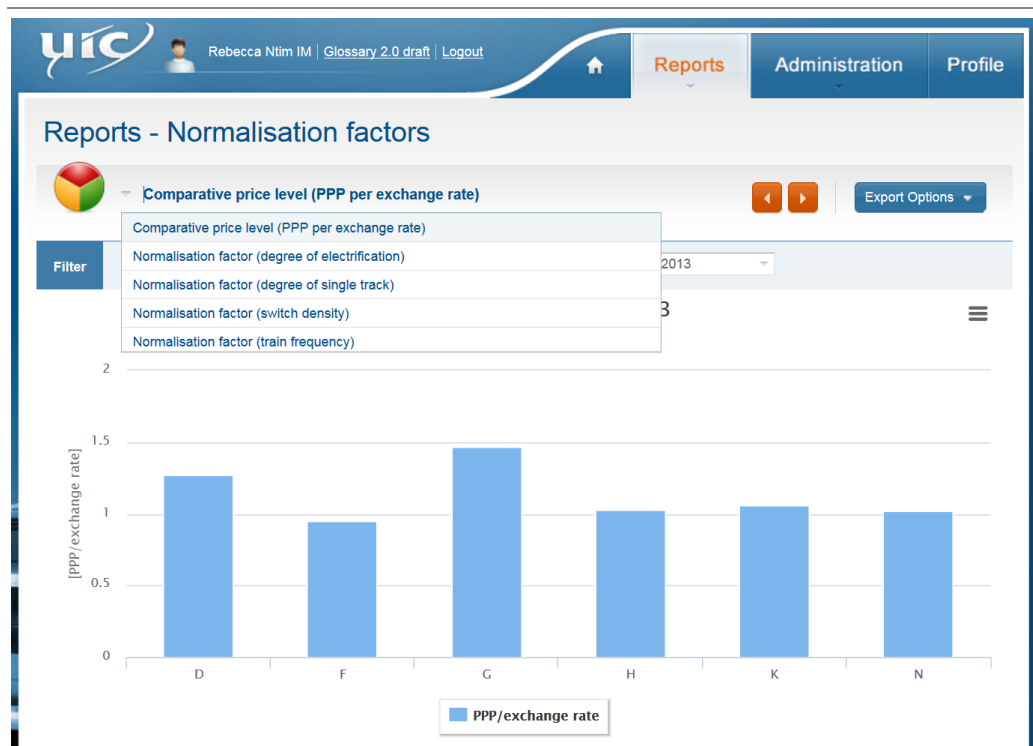 uic
Rebecca Ntim IM | Glossary 2.0 draft | Logout
Reports
Administration
Profile
Reports - Normalisation factors
Comparative price level (PPP per exchange rate)
Export Options
Comparative price level (PPP per exchange rate)
Normalisation factor (degree of electrification)
Filter
2013
Normalisation factor (degree of single track)
Normalisation factor (switch density)
3
Normalisation factor (train frequency)
2
1.5
1
0.5
0
[PPP/exchange rate]
D F G H K N
PPP/exchange rate